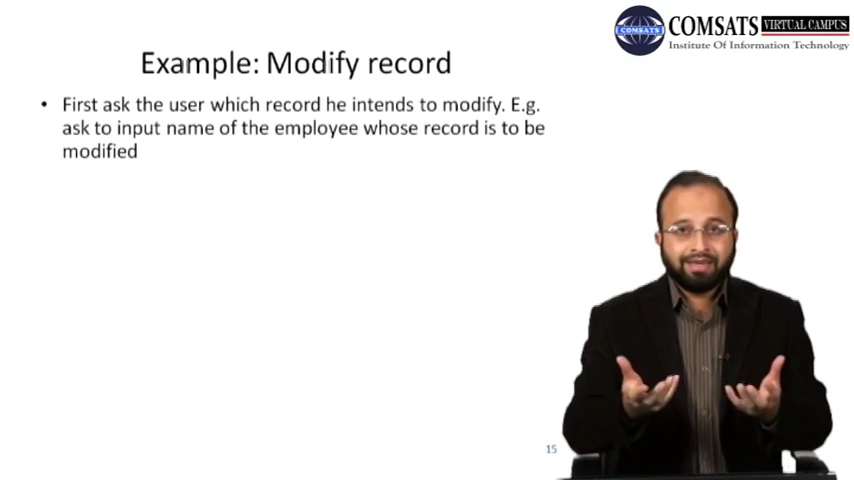 COMSATS VIRTUAL CAMPUS
Institute Of Information Technology
COMSATS
Example: Modify record
• First ask the user which record he intends to modify. E.g.
ask to input name of the employee whose record is to be
modified
15